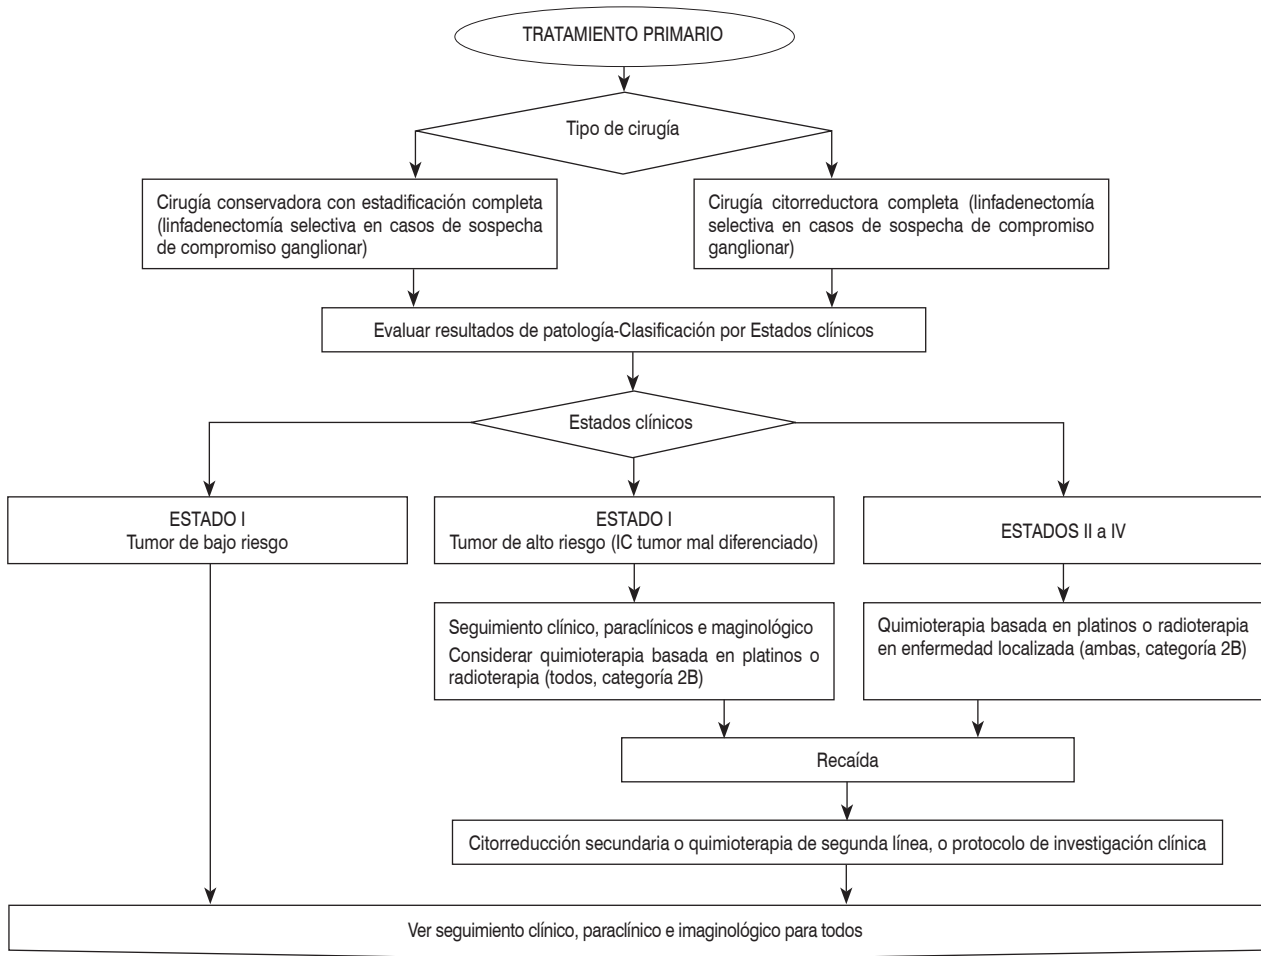 TRATAMIENTO PRIMARIO
Tipo de cirugía
Cirugía conservadora con estadificación completa
(linfadenectomía selectiva en casos de sospecha
de compromiso ganglionar)
Cirugía citorreductora completa (linfadenectomía
selectiva en casos de sospecha de compromiso
ganglionar)
Evaluar resultados de patología-Clasificación por Estados clínicos
Estados clínicos
ESTADO I
Tumor de bajo riesgo
ESTADO I
Tumor de alto riesgo (IC tumor mal diferenciado)
ESTADOS II a IV
Seguimiento clínico, paraclínicos e maginológico
Considerar quimioterapia basada en platinos o
radioterapia (todos, categoría 2B)
Quimioterapia basada en platinos o radioterapia
en enfermedad localizada (ambas, categoría 2B)
Recaída
Citorreducción secundaria o quimioterapia de segunda línea, o protocolo de investigación clínica
Ver seguimiento clínico, paraclínico e imaginológico para todos